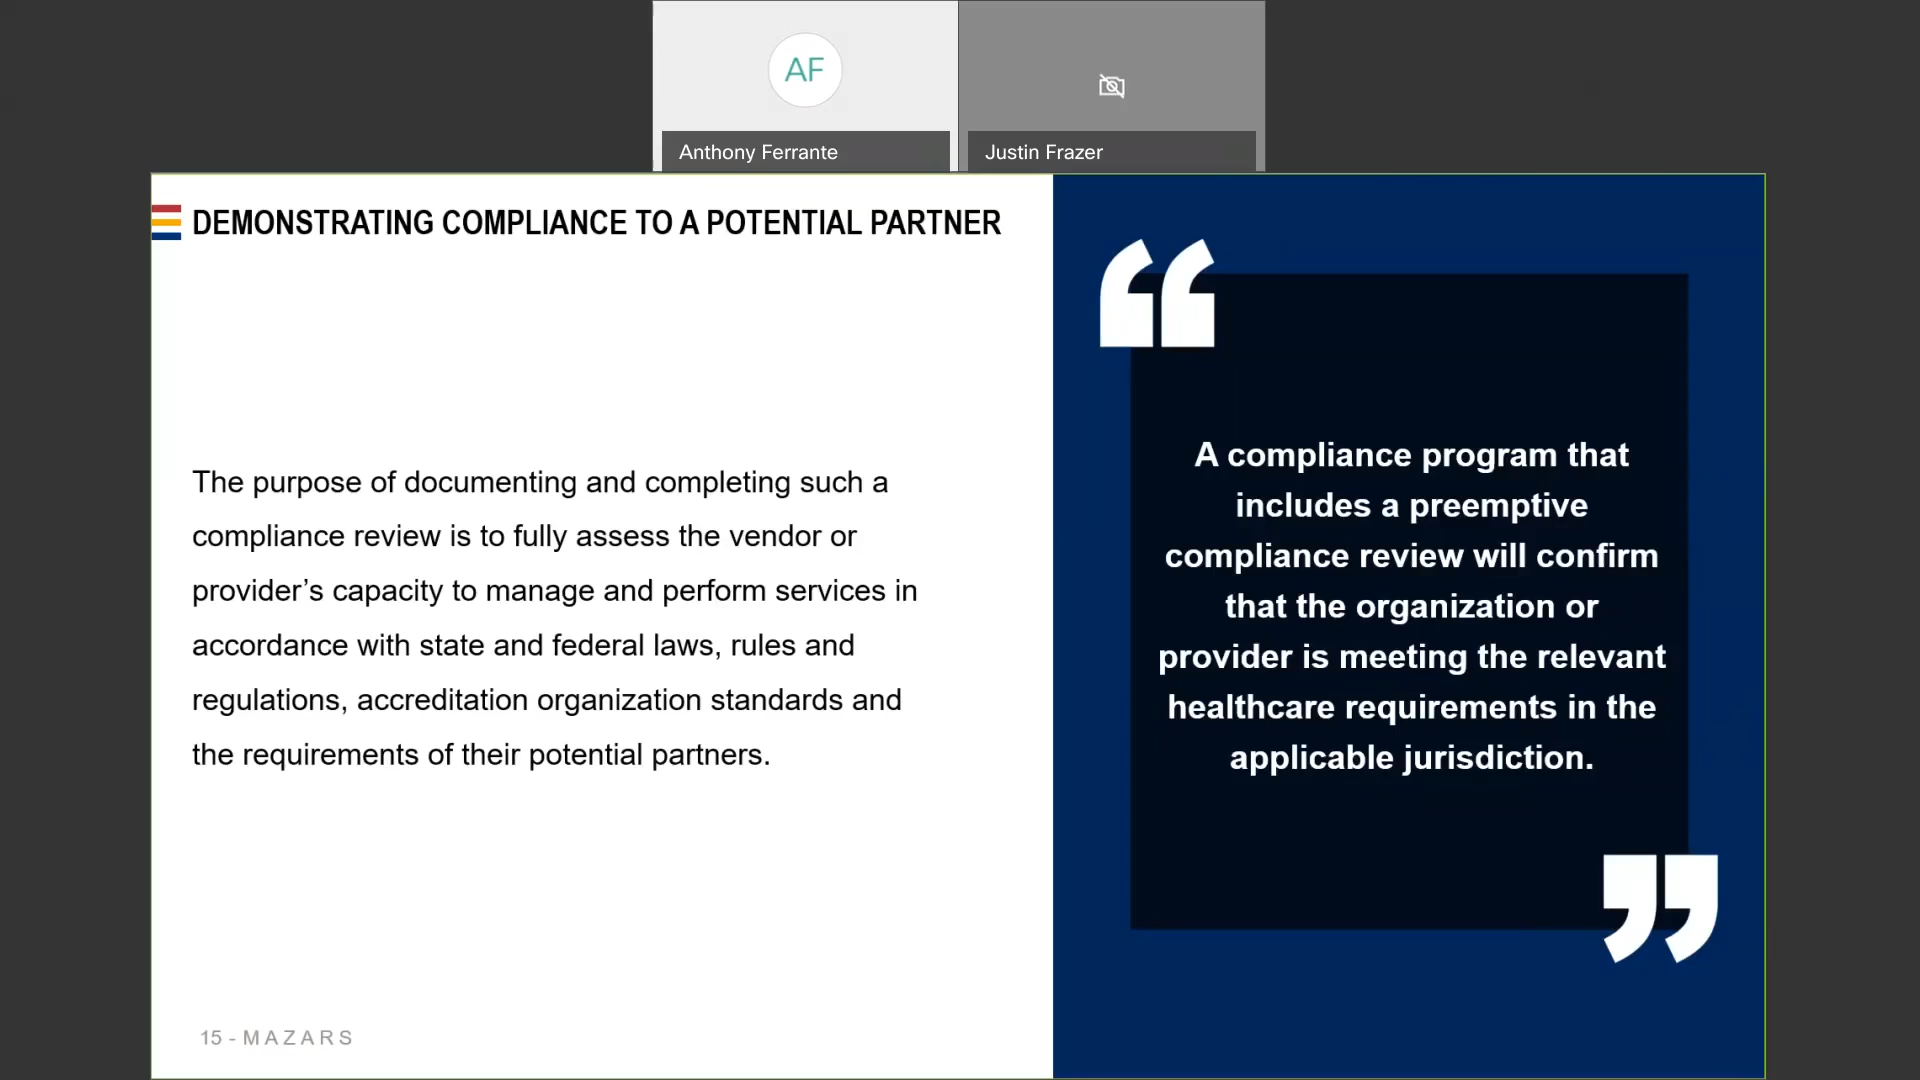 AF
Anthony Ferrante
Justin Frazer
DEMONSTRATING COMPLIANCE TO A POTENTIAL PARTNER
The purpose of documenting and completing such a
compliance review is to fully assess the vendor or
provider’s capacity to manage and perform services in
accordance with state and federal laws, rules and
regulations, accreditation organization standards and
the requirements of their potential partners.
“
A compliance program that
includes a preemptive
compliance review will confirm
that the organization or
provider is meeting the relevant
healthcare requirements in the
applicable jurisdiction.
”
15 - MAZARS